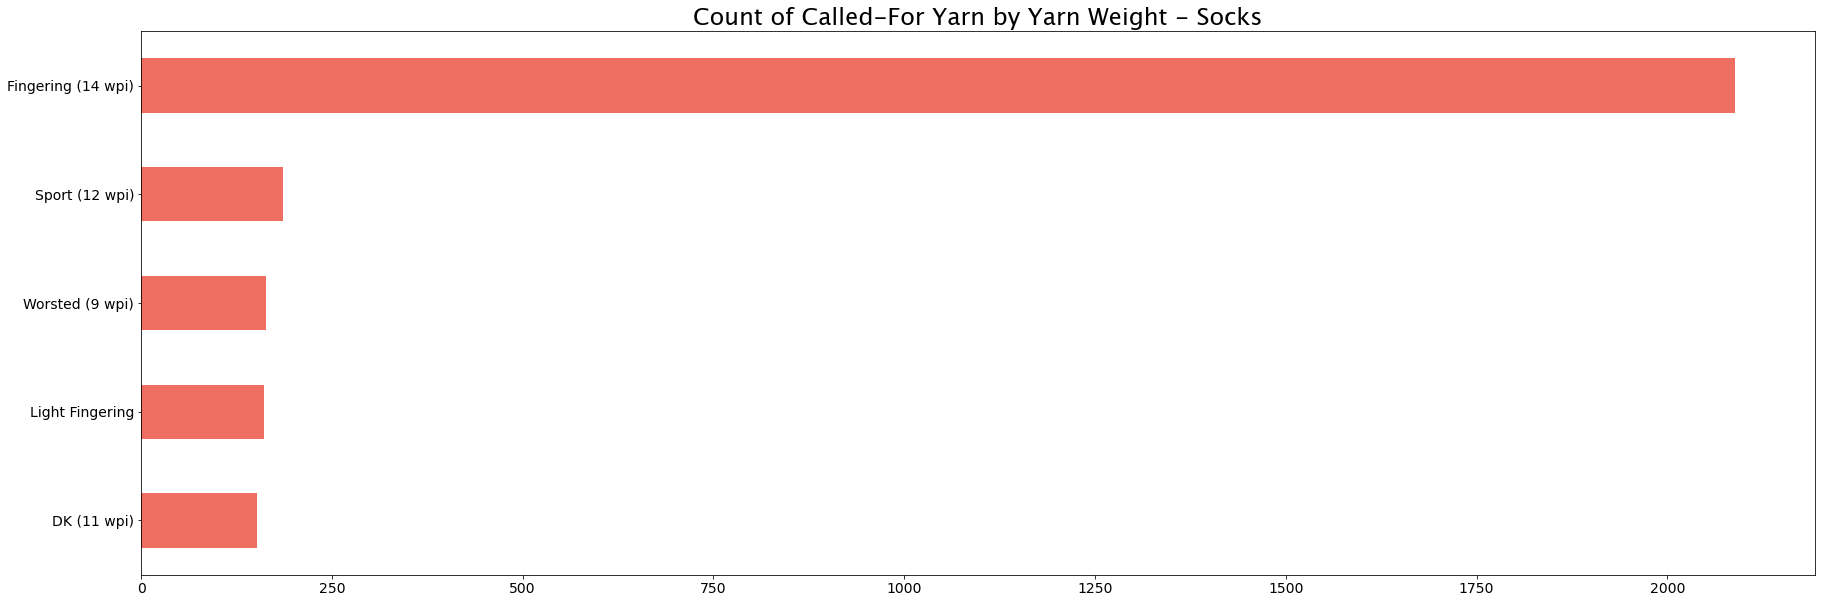 Count of Called-For Yarn by Yarn Weight - Socks
Fingering (14 wpi)
Sport (12 wpi)
Worsted (9 wpi)
Light Fingering
DK (11 wpi)
0 250 500 750 1000 1250 1500 1750 2000